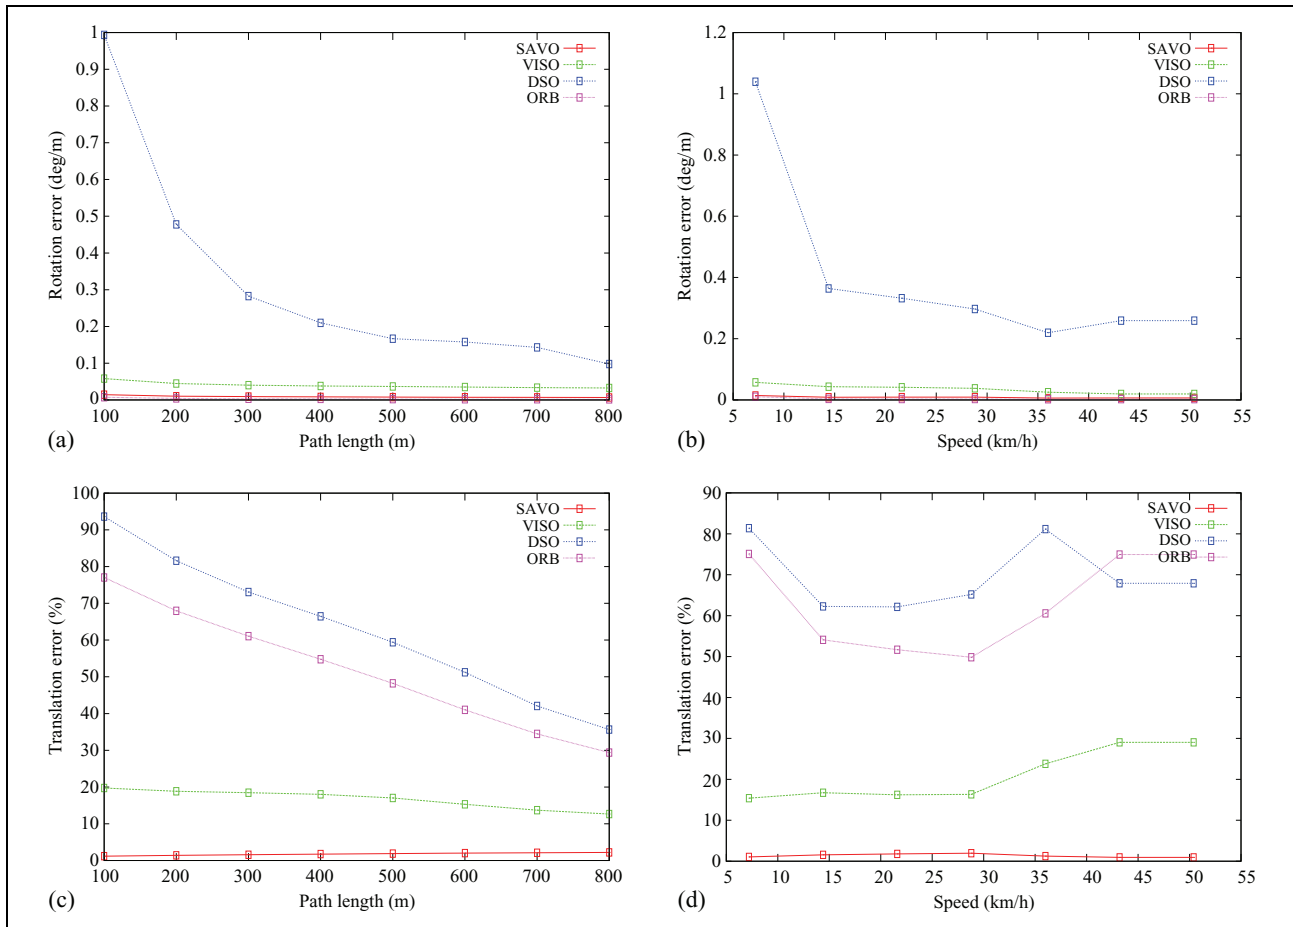 1
0.9
0.8
0.7
0.6
0.5
0.4
0.3
0.2
0.1
0
100 200 300 400 500 600 700 800
Rotation error (deg/m)
Path length (m)
SAVO
VISO
DSO
ORB
(a)
1.2
1
0.8
0.6
0.4
0.2
0
5 10 15 20 25 30 35 40 45 50 55
Rotation error (deg/m)
Speed (km/h)
SAVO
VISO
DSO
ORB
(b)
100
90
80
70
60
50
40
30
20
10
0
100 200 300 400 500 600 700 800
Translation error (%)
Path length (m)
SAVO
VISO
DSO
ORB
(c)
90
80
70
60
50
40
30
20
10
0
5 10 15 20 25 30 35 40 45 50 55
Translation error (%)
Speed (km/h)
SAVO
VISO
DSO
ORB
(d)